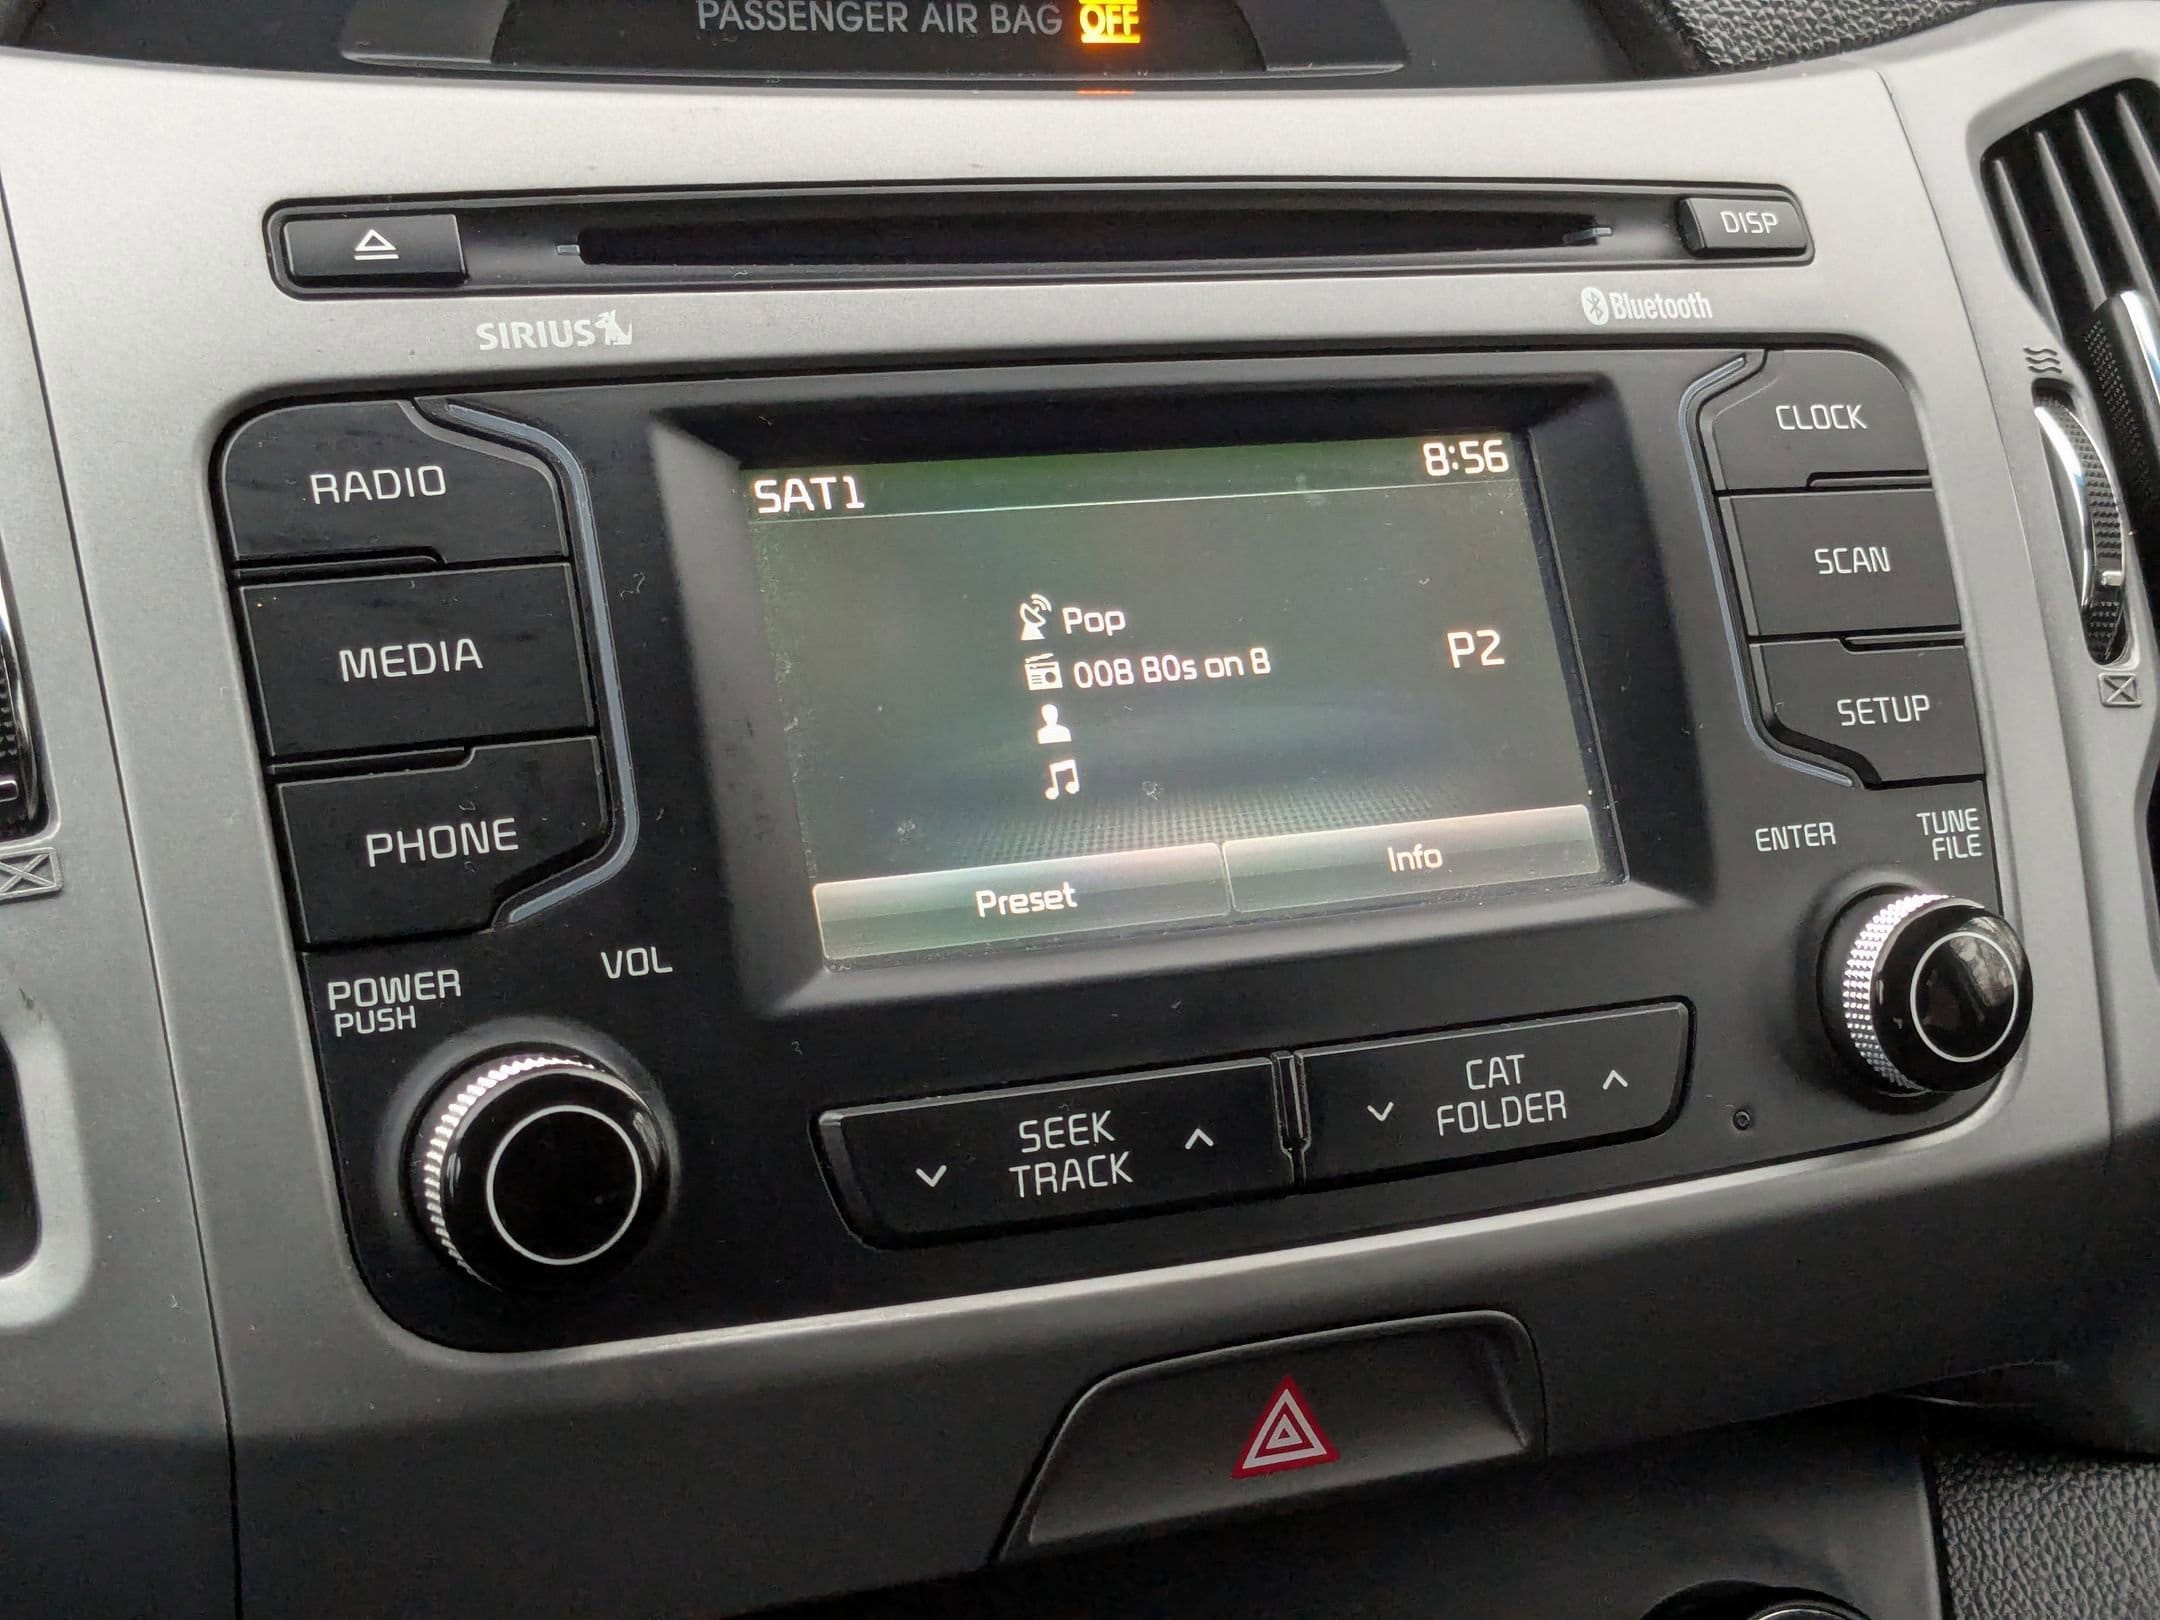 PASSENGER AIR BAG OFF
DISP
SIRIUS
Bluetooth
RADIO
MEDIA
PHONE
SAT1
8:56
Pop
008 80s on 8
P2
Preset
Info
CLOCK
SCAN
SETUP
POWER
PUSH
VOL
ENTER
TUNE
FILE
SEEK
TRACK
CAT
FOLDER